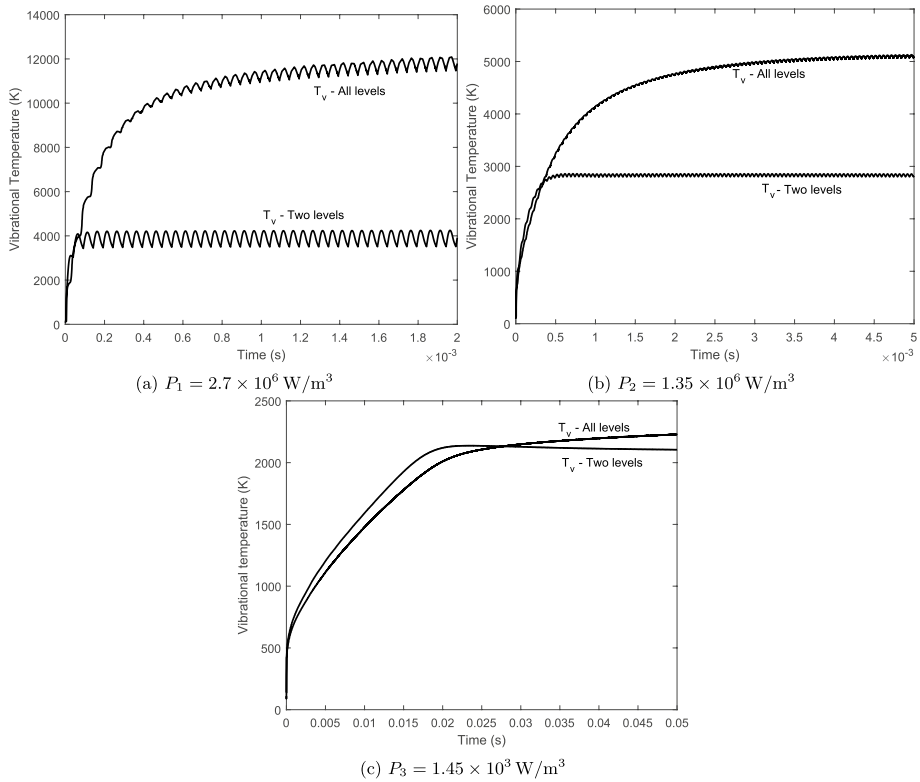 14000
12000
10000
8000
6000
4000
2000
0
Vibrational Temperature (K)
T_v - All levels
T_v - Two levels
0 0.2 0.4 0.6 0.8 1 1.2 1.4 1.6 1.8 2
Time (s)
×10^-3
(a) P_1 = 2.7 × 10^6 W/m^3
6000
5000
4000
3000
2000
1000
0
Vibrational Temperature (K)
T_v - All levels
T_v - Two levels
0 0.5 1 1.5 2 2.5 3 3.5 4 4.5 5
Time (s)
×10^-3
(b) P_2 = 1.35 × 10^6 W/m^3
2500
2000
1500
1000
500
0
Vibrational temperature (K)
T_v - All levels
T_v - Two levels
0 0.005 0.01 0.015 0.02 0.025 0.03 0.035 0.04 0.045 0.05
Time (s)
(c) P_3 = 1.45 × 10^3 W/m^3